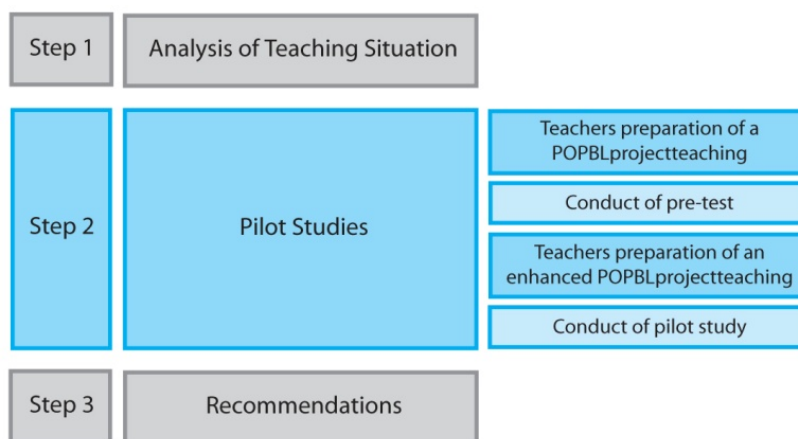 Step 1
Analysis of Teaching Situation
Step 2
Pilot Studies
Teachers preparation of a
POPBLprojectteaching
Conduct of pre-test
Teachers preparation of an
enhanced POPBLprojectteaching
Conduct of pilot study
Step 3
Recommendations